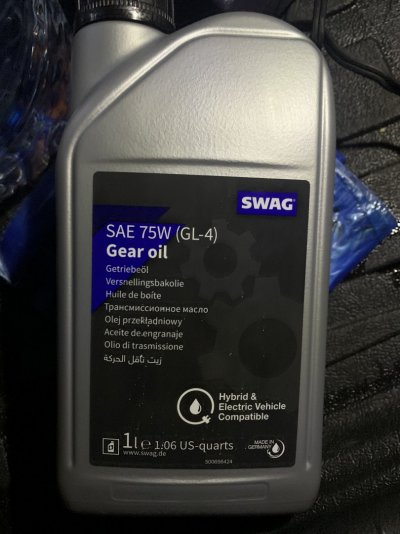 SWAG
SAE 75W (GL-4)
Gear oil
Getriebeöl
Versnellingsbakolie
Huile de boîte
Трансмиссионное масло
Olej przekładniowy
Aceite de engranaje
Olio di trasmissione
زيت ناقل الحركة
Hybrid &
Electric Vehicle
Compatible
1l e 1.06 US-quarts
www.swag.de
MADE IN
GERMANY